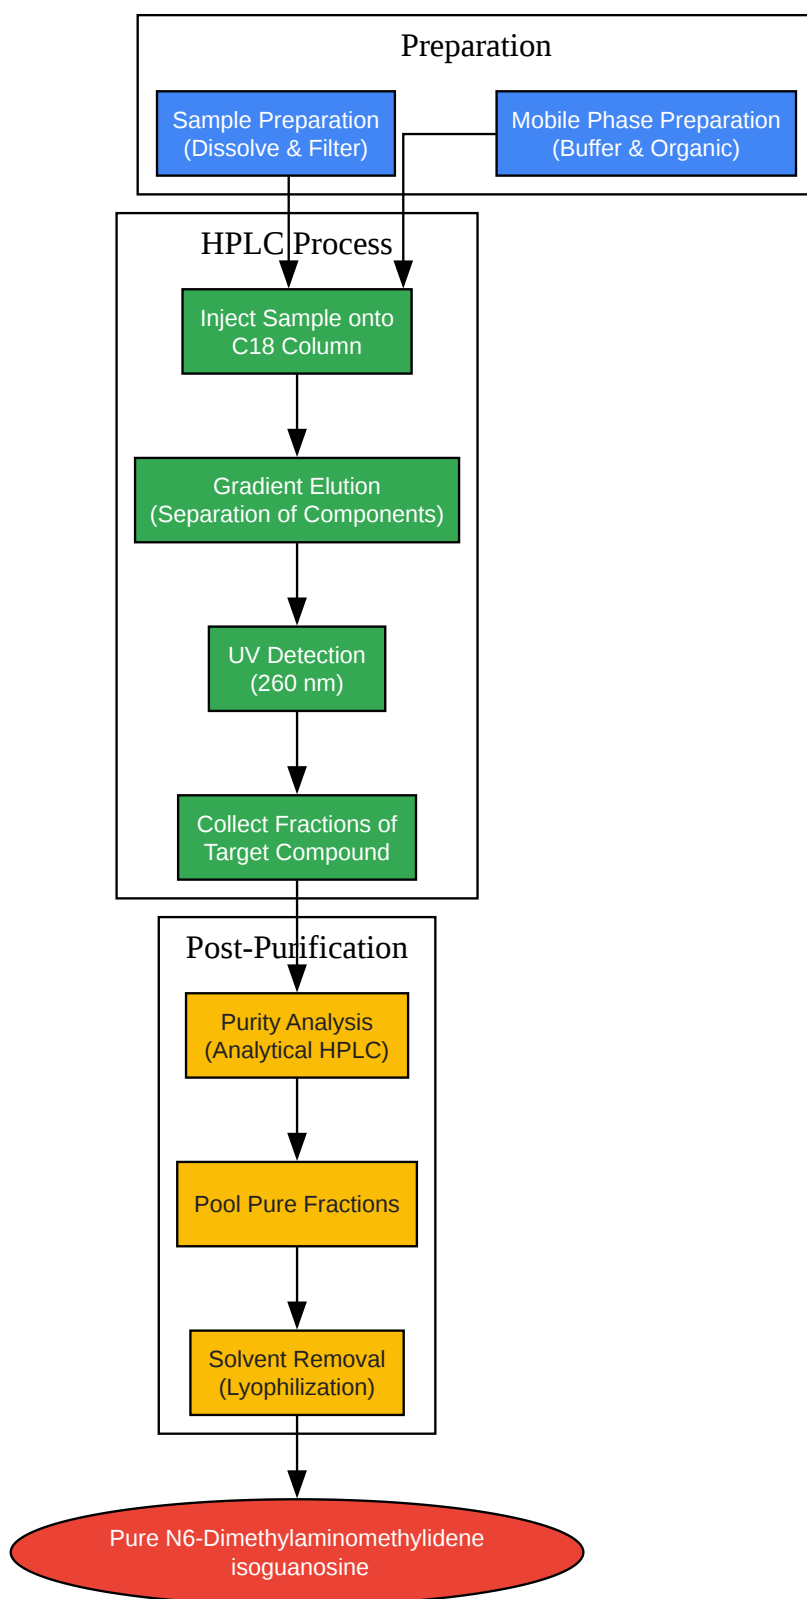 Preparation
Sample Preparation
(Dissolve & Filter)
Mobile Phase Preparation
(Buffer & Organic)
HPLC Process
Inject Sample onto
C18 Column
Gradient Elution
(Separation of Components)
UV Detection
(260 nm)
Collect Fractions of
Target Compound
Post-Purification
Purity Analysis
(Analytical HPLC)
Pool Pure Fractions
Solvent Removal
(Lyophilization)
Pure N6-Dimethylaminomethylidene
isoguanosine